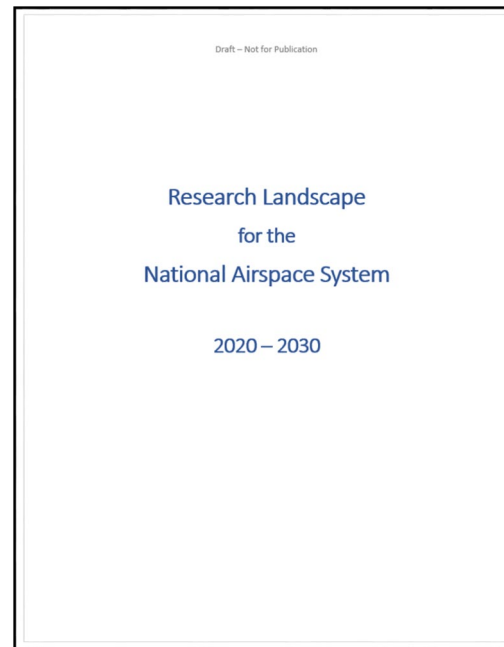 Draft – Not for Publication
Research Landscape
for the
National Airspace System
2020 – 2030